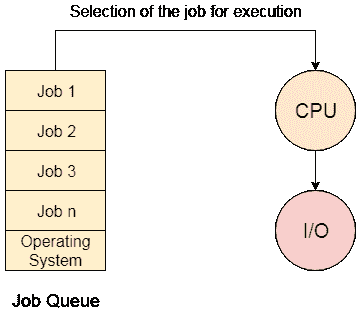 Selection of the job for execution
Job 1
Job 2
Job 3
Job n
Operating
System
Job Queue
CPU
I/O